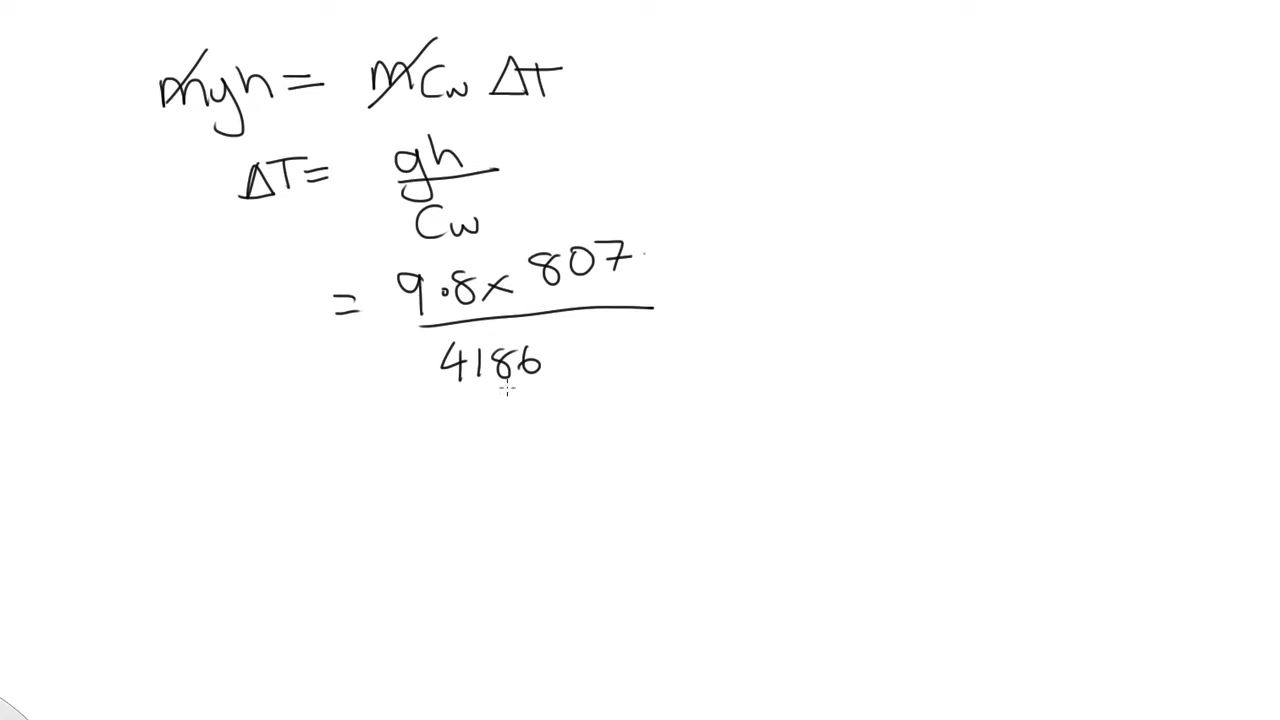 mgh = mCw ΔT
ΔT = gh
Cw
= 9.8 x 807
4186